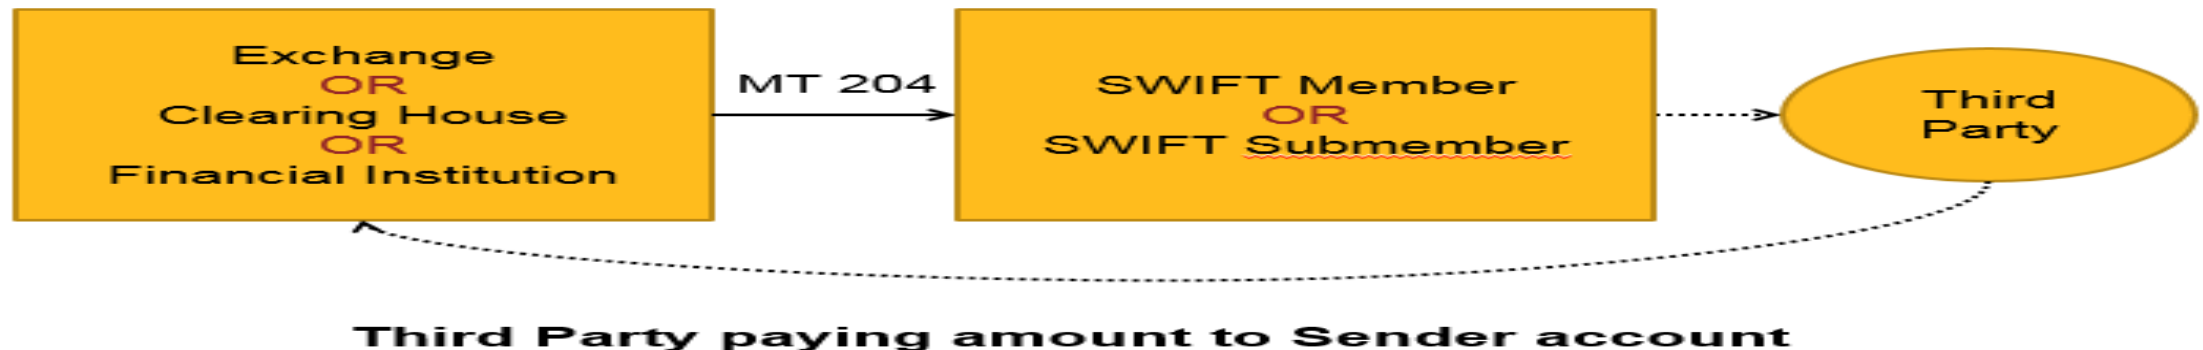 Exchange
OR
Clearing House
OR
Financial Institution
MT 204
SWIFT Member
OR
SWIFT Submember
Third
Party
Third Party paying amount to Sender account